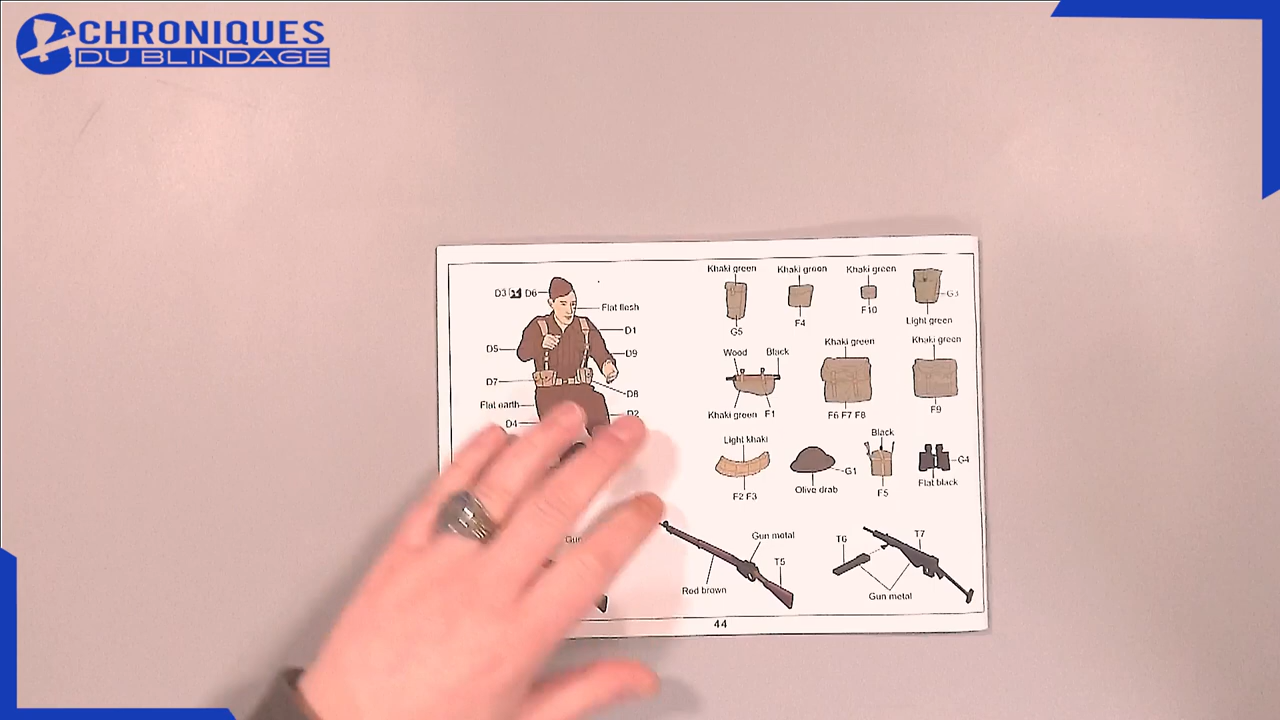 CHRONIQUES
DU BLINDAGE
Khaki green
Khaki green
Khaki green
D3
D6
Flat flesh
G3
G5
F4
F10
Light green
D1
D5
D9
Khaki green
Khaki green
Wood
Black
D7
D8
Flat earth
Khaki green
F1
F6 F7 F8
F9
D4
D2
Light khaki
Black
G1
G4
Olive drab
Flat black
F2 F3
F5
Gun
Gun metal
T6
T7
T5
Red brown
Gun metal
44